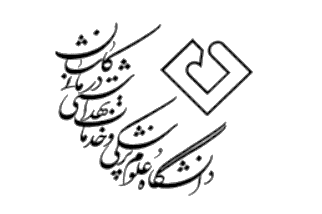 دانشگاه علوم پزشکی و خدمات
بهداشتی
درمانی
کاشان